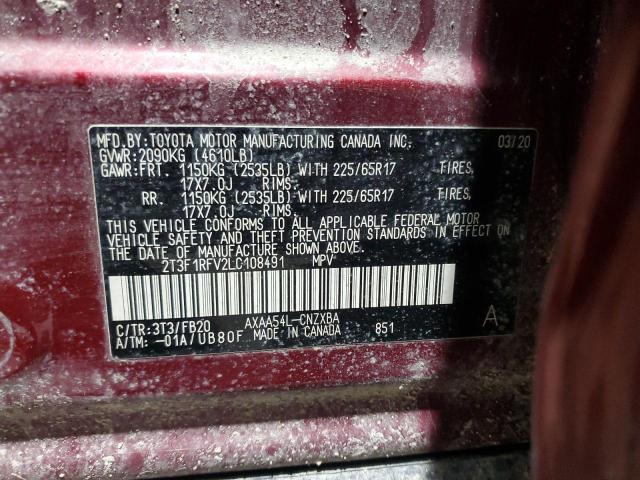 MFD.BY:TOYOTA MOTOR MANUFACTURING CANADA INC. 03/20
GVWR:2090KG (4610LB)
GAWR:FRT. 1150KG (2535LB) WITH 225/65R17 TIRES,
17X7.0J RIMS,
RR. 1150KG (2535LB) WITH 225/65R17 TIRES,
17X7.0J RIMS,
THIS VEHICLE CONFORMS TO ALL APPLICABLE FEDERAL MOTOR
VEHICLE SAFETY AND THEFT PREVENTION STANDARDS IN EFFECT ON
THE DATE OF MANUFACTURE SHOWN ABOVE.
2T3F1RFV2LC108491 MPV
C/TR:3T3/FB20 AXAA54L-CNZXBA 851 A
A/TM: -01A/UB80F MADE IN CANADA